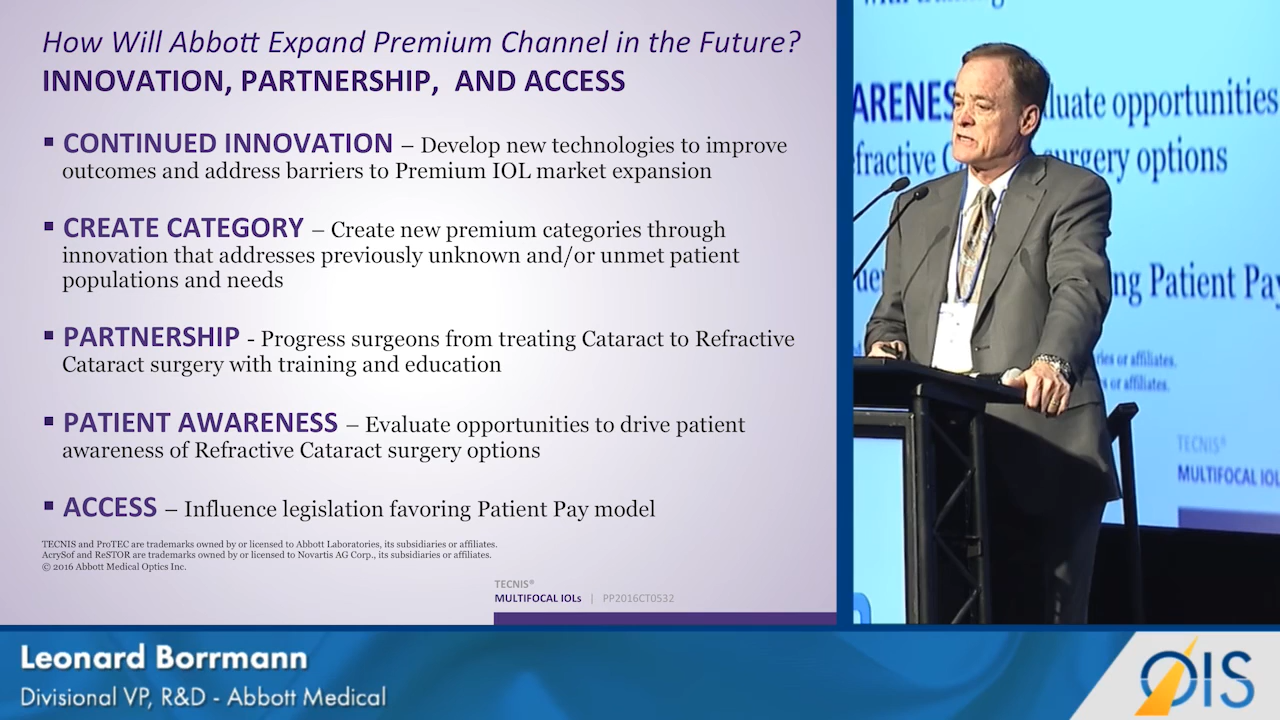 How Will Abbott Expand Premium Channel in the Future?
INNOVATION, PARTNERSHIP, AND ACCESS
▪ CONTINUED INNOVATION – Develop new technologies to improve
outcomes and address barriers to Premium IOL market expansion
▪ CREATE CATEGORY – Create new premium categories through
innovation that addresses previously unknown and/or unmet patient
populations and needs
▪ PARTNERSHIP - Progress surgeons from treating Cataract to Refractive
Cataract surgery with training and education
▪ PATIENT AWARENESS – Evaluate opportunities to drive patient
awareness of Refractive Cataract surgery options
▪ ACCESS – Influence legislation favoring Patient Pay model
TECNIS and ProTEC are trademarks owned by or licensed to Abbott Laboratories, its subsidiaries or affiliates.
AcrySof and ReSTOR are trademarks owned by or licensed to Novartis AG Corp., its subsidiaries or affiliates.
© 2016 Abbott Medical Optics Inc.
TECNIS®
MULTIFOCAL IOLs | PP2016CT0532
with training
ARENES luate opportunities
efractive C surgery options
ng Patient Pay
ries or affiliates.
s or affiliates.
TECNIS®
MULTIFOCAL IOL
Leonard Borrmann
Divisional VP, R&D - Abbott Medical
OIS